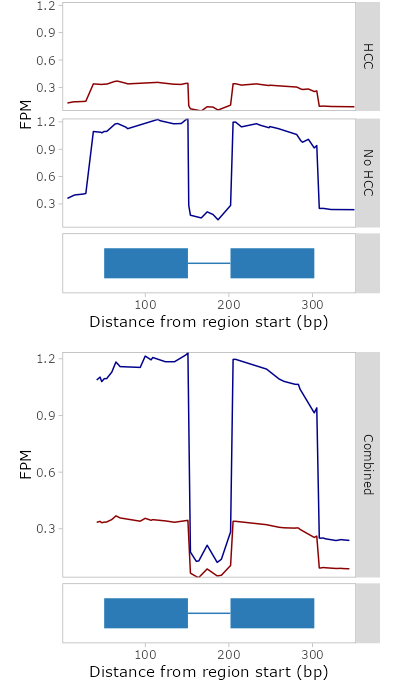 1.2
0.9
0.6
0.3
HCC
FPM
1.2
0.9
0.6
0.3
No HCC
100
200
300
Distance from region start (bp)
1.2
0.9
0.6
0.3
FPM
Combined
100
200
300
Distance from region start (bp)